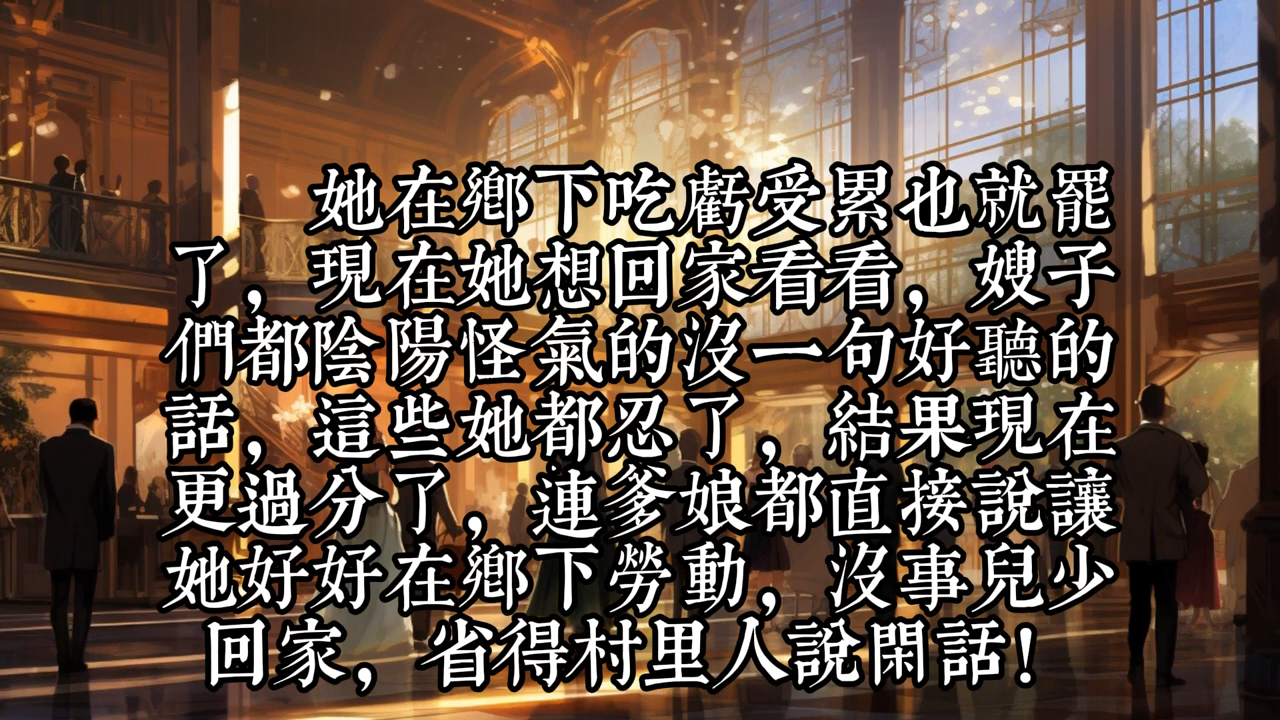 她在鄉下吃虧受累也就罷
了，現在她想回家看看，嫂子
們都陰陽怪氣的沒一句好聽的
話，這些她都忍了，結果現在
更過分了，連爹娘都直接說讓
她好好在鄉下勞動，沒事兒少
回家，省得村里人說閑話！